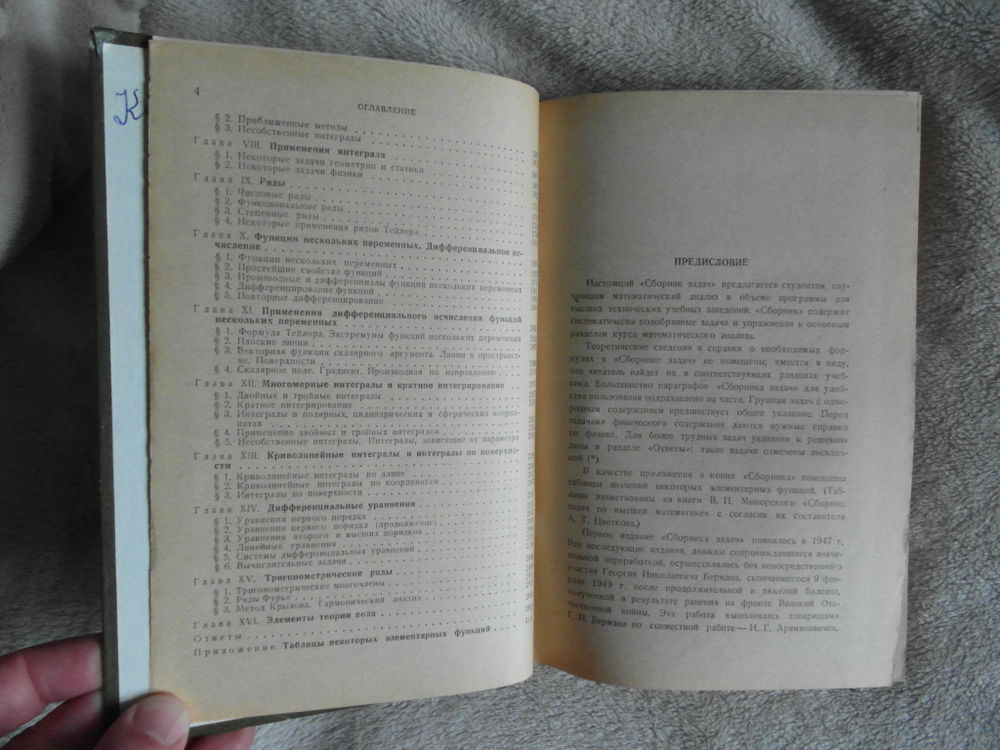 К
4
ОГЛАВЛЕНИЕ
§ 2. Приближенные методы
§ 3. Несобственные интегралы
Глава VIII. Применения интеграла
§ 1. Некоторые задачи геометрии и статики
§ 2. Некоторые задачи физики
Глава IX. Ряды
§ 1. Числовые ряды
§ 2. Функциональные ряды
§ 3. Степенные ряды
§ 4. Некоторые применения рядов Тейлора
Глава X. Функции нескольких переменных. Дифференциальное ис-
числение
§ 1. Функции нескольких переменных
§ 2. Простейшие свойства функций
§ 3. Производные и дифференциалы функций нескольких переменных
§ 4. Дифференцирование функций
§ 5. Повторное дифференцирование
Глава XI. Применения дифференциального исчисления функций
нескольких переменных
§ 1. Формула Тейлора. Экстремумы функций нескольких переменных
§ 2. Плоские линии
§ 3. Векторная функция скалярного аргумента. Линии в пространст-
ве. Поверхности
§ 4. Скалярное поле. Градиент. Производная по направлению
Глава XII. Многомерные интегралы и кратное интегрирование
§ 1. Двойные и тройные интегралы
§ 2. Кратное интегрирование
§ 3. Интегралы в полярных, цилиндрических и сферических коорди-
натах
§ 4. Применение двойных и тройных интегралов
§ 5. Несобственные интегралы. Интегралы, зависящие от параметра
Глава XIII. Криволинейные интегралы и интегралы по поверхно-
сти
§ 1. Криволинейные интегралы по длине
§ 2. Криволинейные интегралы по координатам
§ 3. Интегралы по поверхности
Глава XIV. Дифференциальные уравнения
§ 1. Уравнения первого порядка
§ 2. Уравнения первого порядка (продолжение)
§ 3. Уравнения второго и высших порядков
§ 4. Линейные уравнения
§ 5. Системы дифференциальных уравнений
§ 6. Вычислительные задачи
Глава XV. Тригонометрические ряды
§ 1. Тригонометрические многочлены
§ 2. Ряды Фурье
§ 3. Метод Крылова. Гармонический анализ
Глава XVI. Элементы теории поля
Ответы
Приложение. Таблицы некоторых элементарных функций
ПРЕДИСЛОВИЕ
Настоящий «Сборник задач» предлагается студентам, изу-
чающим математический анализ в объеме программы для
высших технических учебных заведений. «Сборник» содержит
систематически подобранные задачи и упражнения к основным
разделам курса математического анализа.
Теоретические сведения и справки о необходимых фор-
мулах в «Сборнике задач» не помещены; имеется в виду,
что читатель найдет их в соответствующих разделах учеб-
ника. Большинство параграфов «Сборника задач» для удоб-
ства пользования подразделено на части. Группам задач с одно-
родным содержанием предшествует общее указание. Перед
задачами физического содержания даются нужные справки
по физике. Для более трудных задач указания к решению
даны в разделе «Ответы»; такие задачи отмечены звездоч-
кой (*).
В качестве приложения в конце «Сборника» помещены
таблицы значений некоторых элементарных функций. (Таб-
лицы заимствованы из книги В. П. Минорского «Сборник
задач по высшей математике» с согласия их составителя
А. Т. Цветкова.)
Первое издание «Сборника задач» появилось в 1947 г.
Все последующие издания, дважды сопровождавшиеся значи-
тельной переработкой, осуществлялись без непосредственного
участия Георгия Николаевича Бермана, скончавшегося 9 фев-
раля 1949 г. после продолжительной и тяжелой болезни,
полученной в результате ранения на фронте Великой Оте-
чественной войны. Эта работа выполнялась товарищами
Г. Н. Бермана по совместной работе — И. Г. Арамановичем,